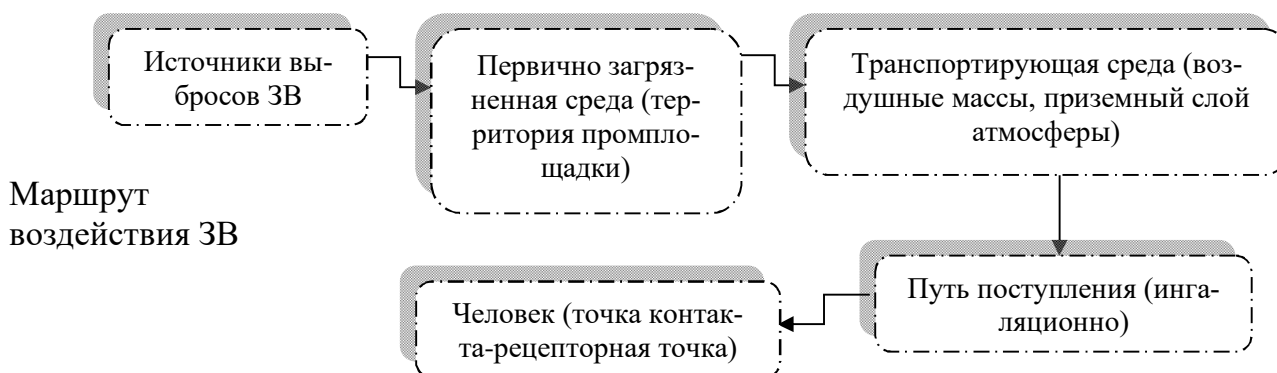 Источники вы-
бросов ЗВ
Первично загряз-
ненная среда (тер-
ритория промпло-
щадки)
Транспортирующая среда (воз-
душные массы, приземный слой
атмосферы)
Маршрут
воздействия ЗВ
Путь поступления (инга-
ляционно)
Человек (точка контак-
та-рецепторная точка)